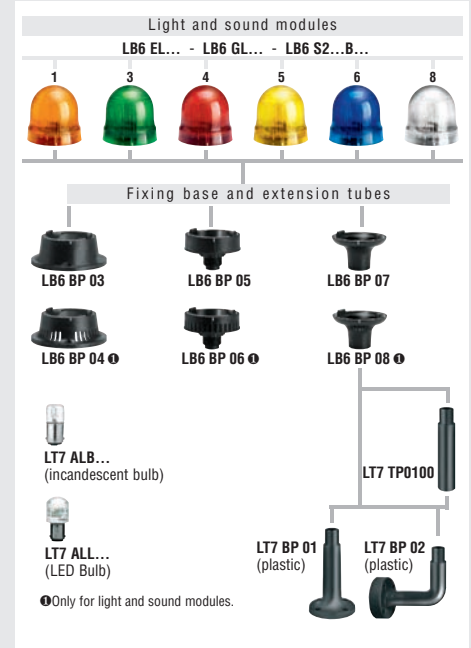 Light and sound modules
LB6 EL... - LB6 GL... - LB6 S2...B...
1 3 4 5 6 8
Fixing base and extension tubes
LB6 BP 03 LB6 BP 05 LB6 BP 07
LB6 BP 04 ❶ LB6 BP 06 ❶ LB6 BP 08 ❶
LT7 ALB...
(incandescent bulb)
LT7 TP0100
LT7 ALL...
(LED Bulb)
LT7 BP 01
(plastic)
LT7 BP 02
(plastic)
❶Only for light and sound modules.